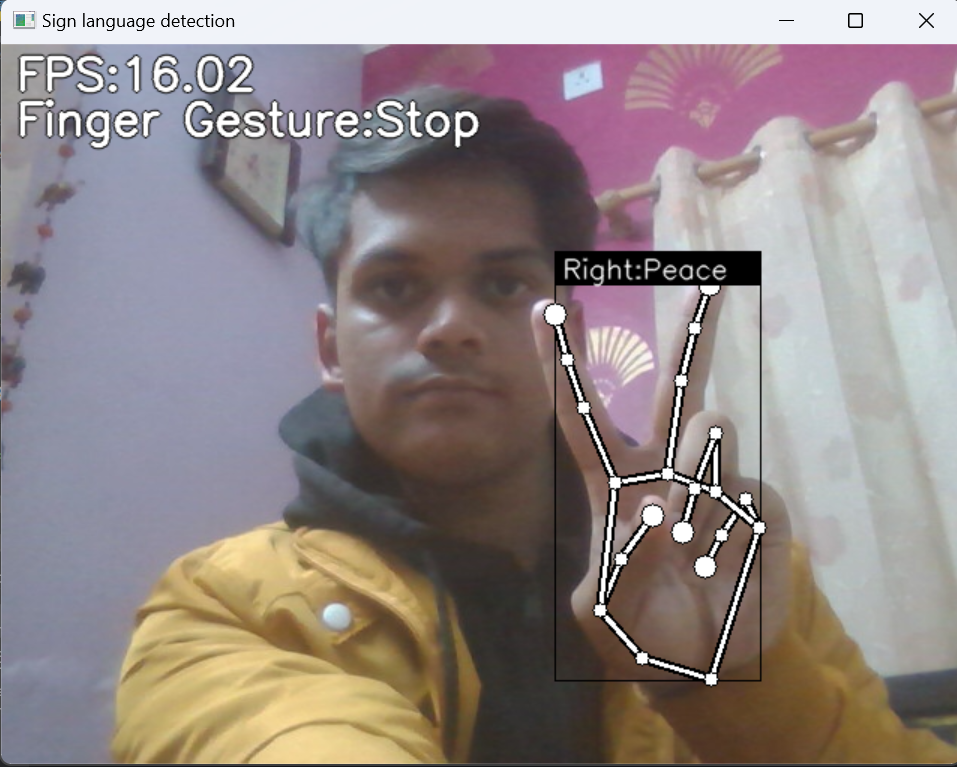 Sign language detection
FPS:16.02
Finger Gesture:Stop
Right:Peace